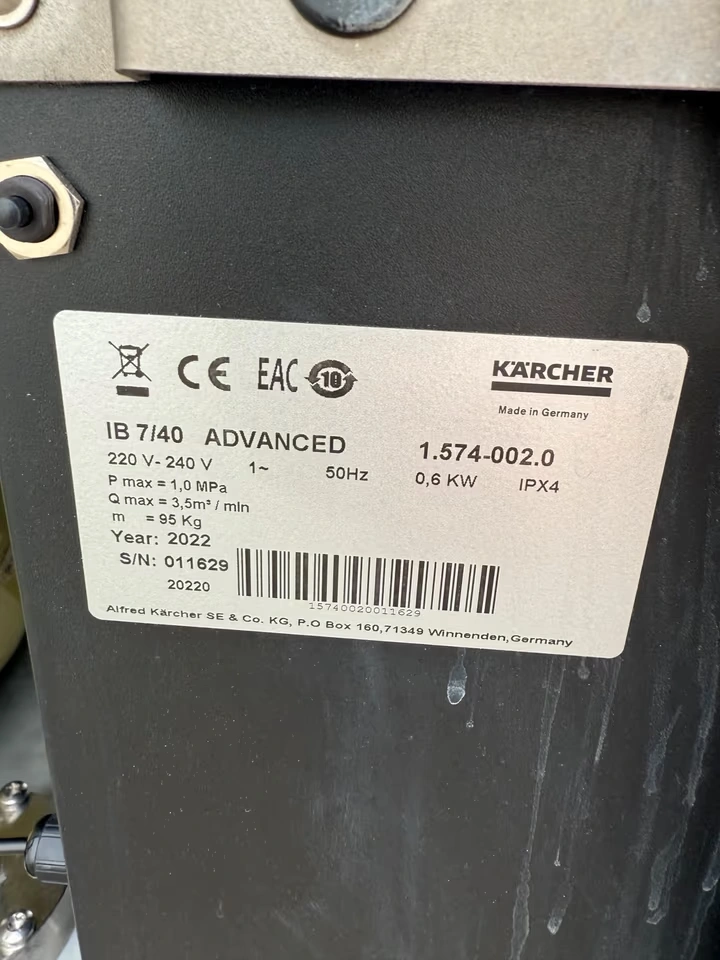 CE EAC 10
KÄRCHER
Made in Germany
IB 7/40 ADVANCED 1.574-002.0
220 V- 240 V 1~ 50Hz 0,6 KW IPX4
P max = 1,0 MPa
Q max = 3,5m³ / mln
m = 95 Kg
Year: 2022
S/N: 011629
20220
15740020011629
Alfred Kärcher SE & Co. KG, P.O Box 160,71349 Winnenden,Germany